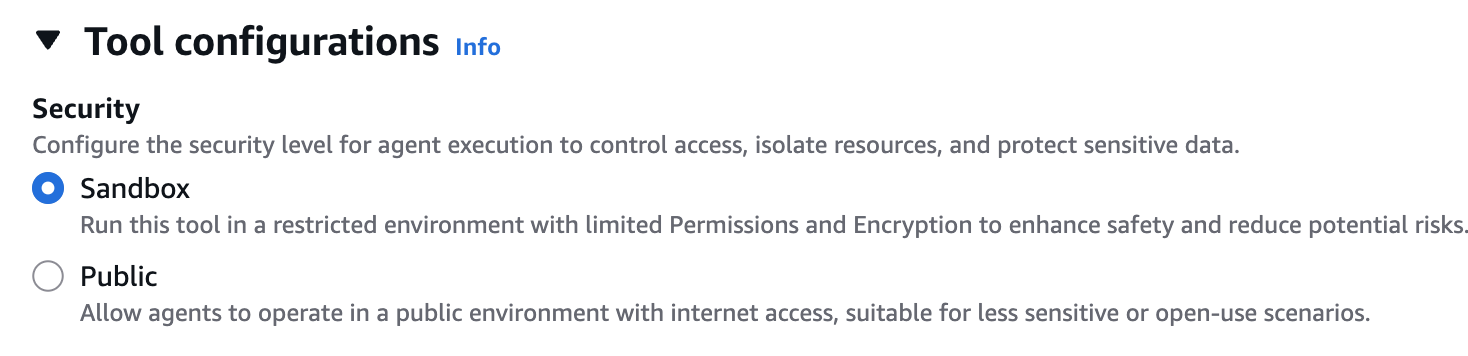 Tool configurations Info
Security
Configure the security level for agent execution to control access, isolate resources, and protect sensitive data.
Sandbox
Run this tool in a restricted environment with limited Permissions and Encryption to enhance safety and reduce potential risks.
Public
Allow agents to operate in a public environment with internet access, suitable for less sensitive or open-use scenarios.